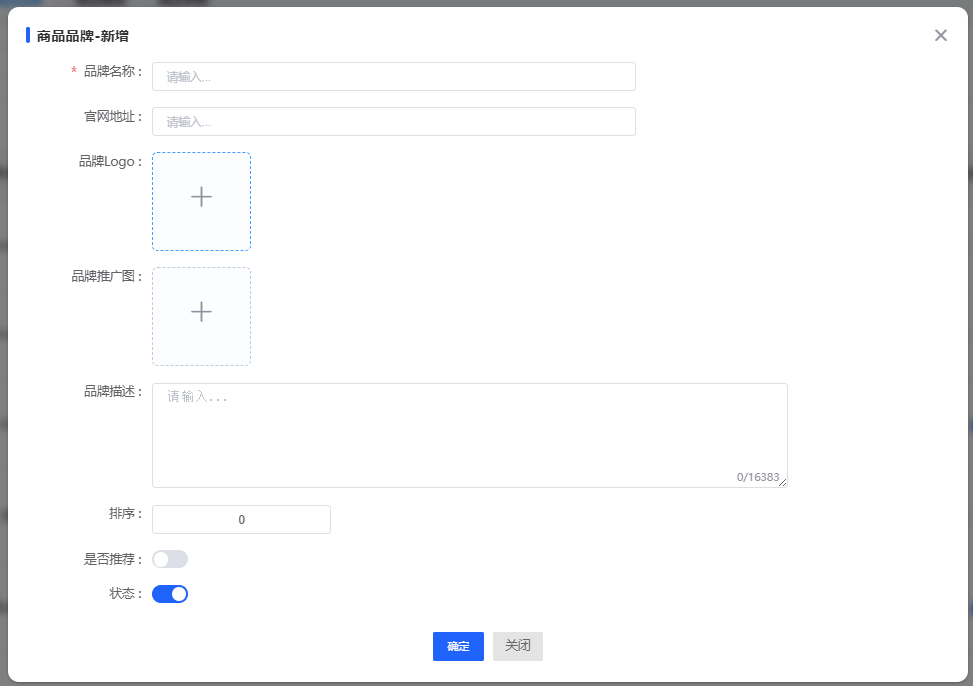 商品品牌-新增
* 品牌名称 : 请输入...
官网地址 : 请输入...
品牌Logo :
品牌推广图 :
品牌描述 : 请输入...
0/16383
排序 : 0
是否推荐 :
状态 :
确定 关闭